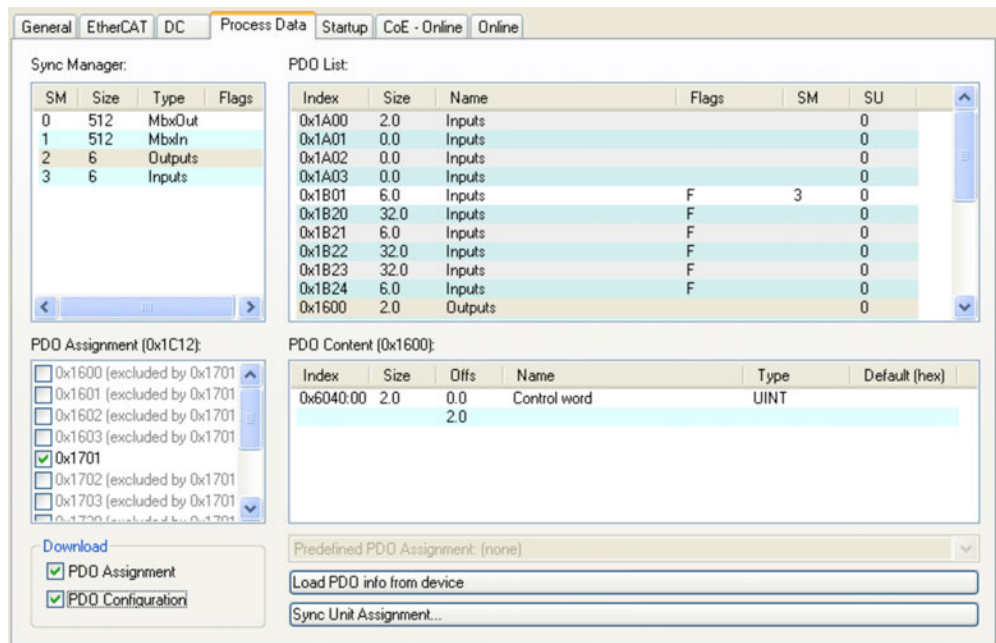 General EtherCAT DC Process Data Startup CoE - Online Online
Sync Manager:
SM Size Type Flags
0 512 MbxOut
1 512 MbxIn
2 6 Outputs
3 6 Inputs
PDO List:
Index Size Name Flags SM SU
0x1A00 2.0 Inputs 0
0x1A01 0.0 Inputs 0
0x1A02 0.0 Inputs 0
0x1A03 0.0 Inputs 0
0x1B01 6.0 Inputs F 3 0
0x1B20 32.0 Inputs F 0
0x1B21 6.0 Inputs F 0
0x1B22 32.0 Inputs F 0
0x1B23 32.0 Inputs F 0
0x1B24 6.0 Inputs F 0
0x1600 2.0 Outputs 0
PDO Assignment (0x1C12):
0x1600 (excluded by 0x1701
0x1601 (excluded by 0x1701
0x1602 (excluded by 0x1701
0x1603 (excluded by 0x1701
0x1701
0x1702 (excluded by 0x1701
0x1703 (excluded by 0x1701
PDO Content (0x1600):
Index Size Offs Name Type Default (hex)
0x6040:00 2.0 0.0 Control word UINT
2.0
Download
PDO Assignment
PDO Configuration
Predefined PDO Assignment: (none)
Load PDO info from device
Sync Unit Assignment...